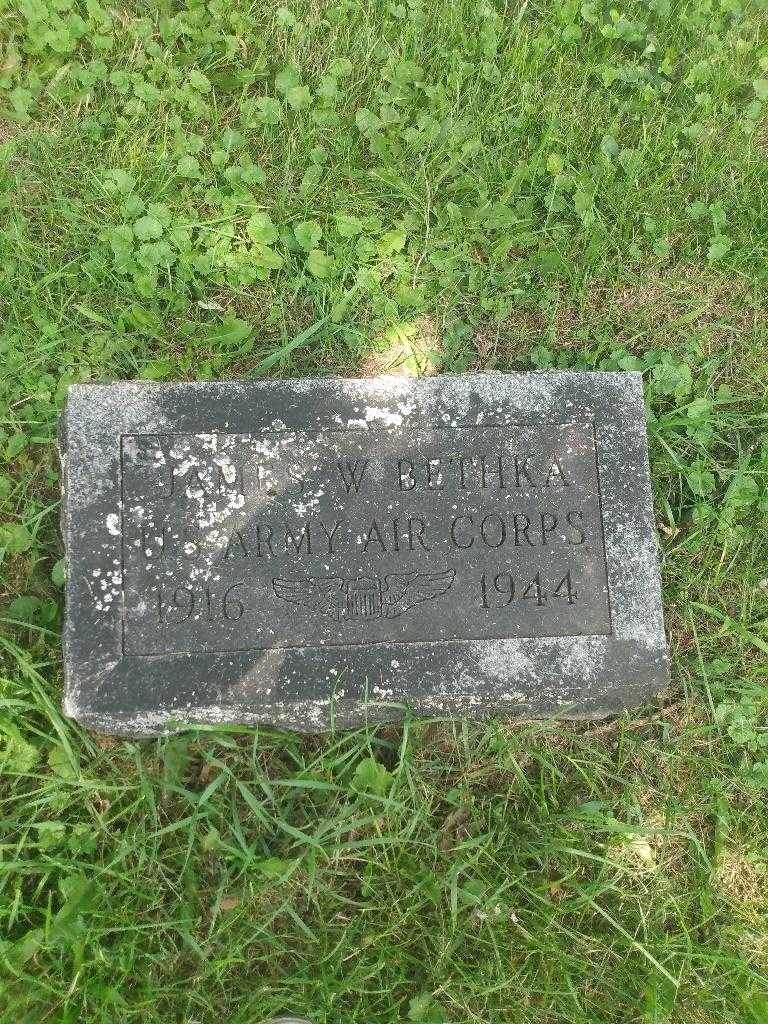 JAMES W BETHKA
U S ARMY AIR CORPS
1916 1944